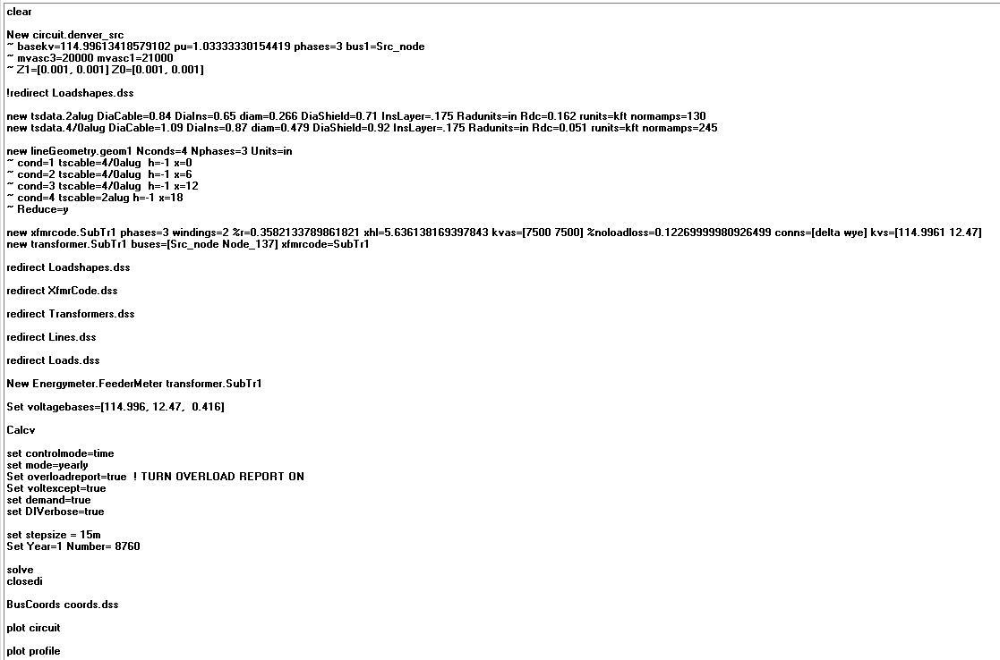 clear
New circuit.denver_src
~ basekv=114.99613418579102 pu=1.03333330154419 phases=3 bus1=Src_node
~ mvasc3=20000 mvasc1=21000
~ Z1=[0.001, 0.001] Z0=[0.001, 0.001]
!redirect Loadshapes.dss
new tsdata.2alug DiaCable=0.84 DiaIns=0.65 diam=0.266 DiaShield=0.71 InsLayer=.175 Radunits=in Rdc=0.162 runits=kft normamps=130
new tsdata.4/0alug DiaCable=1.09 DiaIns=0.87 diam=0.479 DiaShield=0.92 InsLayer=.175 Radunits=in Rdc=0.051 runits=kft normamps=245
new lineGeometry.geom1 Nconds=4 Nphases=3 Units=in
~ cond=1 tscable=4/0alug  h=-1 x=0
~ cond=2 tscable=4/0alug  h=-1 x=6
~ cond=3 tscable=4/0alug  h=-1 x=12
~ cond=4 tscable=2alug h=-1 x=18
~ Reduce=y
new xfmrcode.SubTr1 phases=3 windings=2 %r=0.3582133789861821 xhl=5.636138169397843 kvas=[7500 7500] %noloadloss=0.12269999980926499 conns=[delta wye] kvs=[114.9961 12.47]
new transformer.SubTr1 buses=[Src_node Node_137] xfmrcode=SubTr1
redirect Loadshapes.dss
redirect XfmrCode.dss
redirect Transformers.dss
redirect Lines.dss
redirect Loads.dss
New Energymeter.FeederMeter transformer.SubTr1
Set voltagebases=[114.996, 12.47,  0.416]
Calcv
set controlmode=time
set mode=yearly
Set overloadreport=true  ! TURN OVERLOAD REPORT ON
Set voltexcept=true
set demand=true
set DIVerbose=true
set stepsize = 15m
Set Year=1 Number= 8760
solve
closedi
BusCoords coords.dss
plot circuit
plot profile